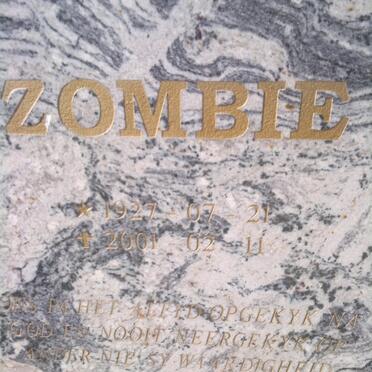 ZOMBIE
* 1927 - 07 - 21
✝ 2001 - 02 - 11
HET ALTYD OPGEKYK NA
GOD EN NOOIT NEERGEKYK OP
ANDER NIE. SY WAARDIGHEID